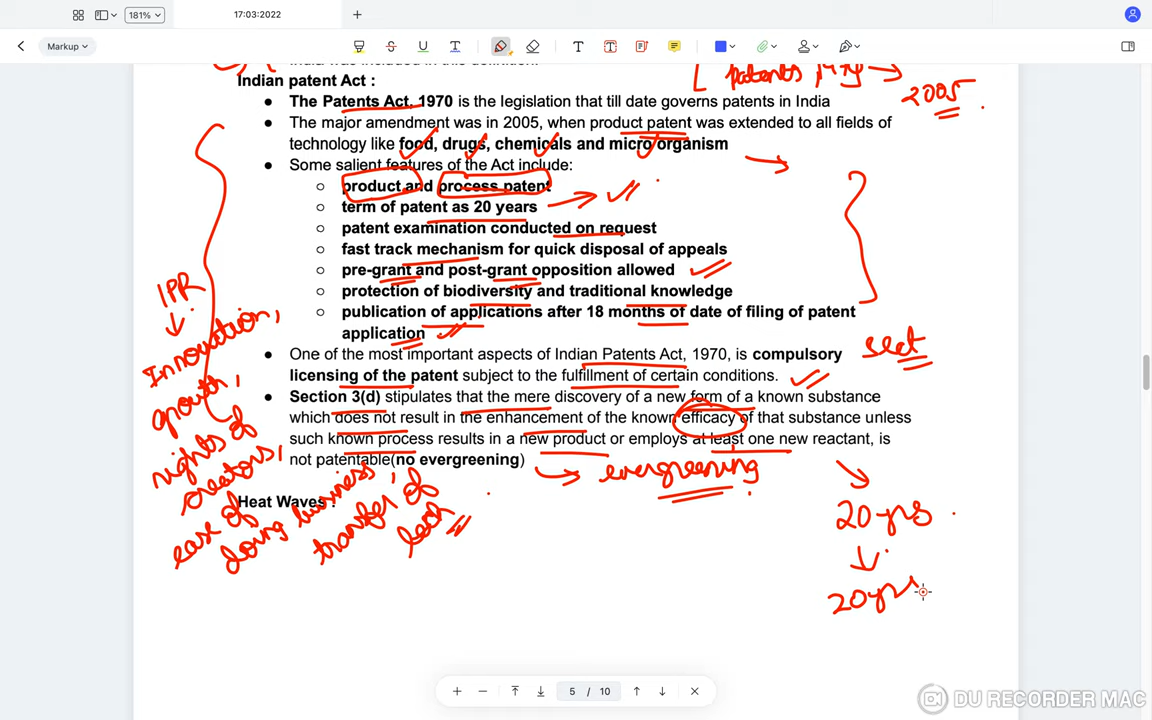 181%
17:03:2022
Markup
Indian patent Act :
patents
2005
The Patents Act, 1970 is the legislation that till date governs patents in India
The major amendment was in 2005, when product patent was extended to all fields of
technology like food, drugs, chemicals and micro organism
Some salient features of the Act include:
product and process patent
term of patent as 20 years
patent examination conducted on request
fast track mechanism for quick disposal of appeals
pre-grant and post-grant opposition allowed
protection of biodiversity and traditional knowledge
publication of applications after 18 months of date of filing of patent
application
One of the most important aspects of Indian Patents Act, 1970, is compulsory
licensing of the patent subject to the fulfillment of certain conditions.
Section 3(d) stipulates that the mere discovery of a new form of a known substance
which does not result in the enhancement of the known efficacy of that substance unless
such known process results in a new product or employs at least one new reactant, is
not patentable(no evergreening)
evergreening
Heat Waves :
IPR
Innovation,
growth,
rights of
creators,
ease of
doing business,
transfer of
tech
sect
20 yrs
20 yrs
5 / 10
DU RECORDER MAC